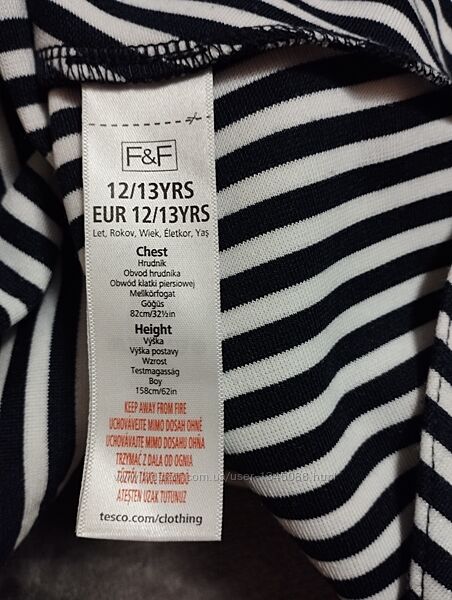 F&F
12/13YRS
EUR 12/13YRS
Let, Rokov, Wiek, Életkor, Yaş
Chest
Hrudník
Obvod hrudníka
Obwód klatki piersiowej
Mellkörfogat
Göğüs
82cm/32½in
Height
Výška
Výška postavy
Wzrost
Testmagasság
Boy
158cm/62in
KEEP AWAY FROM FIRE
UCHOVÁVEJTE MIMO DOSAH OHNĚ
UCHOVÁVAJTE MIMO DOSAHU OHŇA
TRZYMAĆ Z DALA OD OGNIA
TŰZTŐL TÁVOL TARTANDÓ
ATEŞTEN UZAK TUTUNUZ
tesco.com/clothing